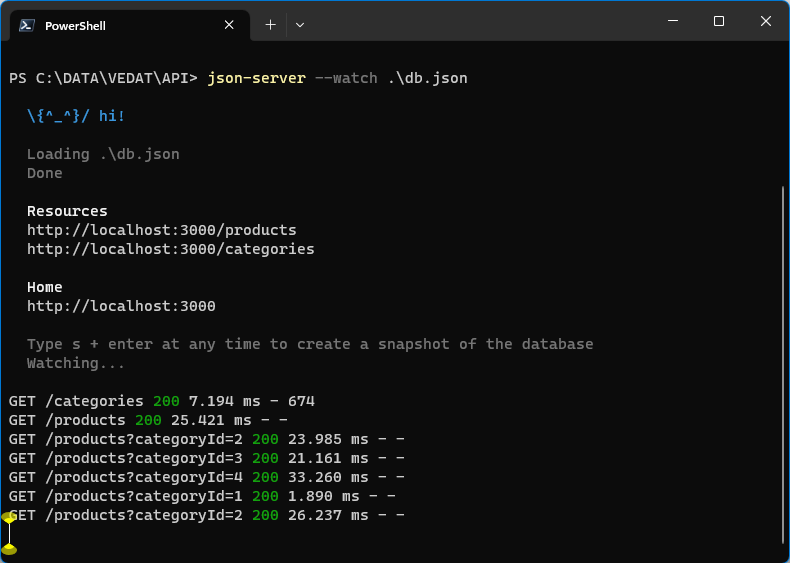 PowerShell
PS C:\DATA\VEDAT\API> json-server --watch .\db.json
\{^_^}/ hi!
Loading .\db.json
Done
Resources
http://localhost:3000/products
http://localhost:3000/categories
Home
http://localhost:3000
Type s + enter at any time to create a snapshot of the database
Watching...
GET /categories 200 7.194 ms - 674
GET /products 200 25.421 ms - -
GET /products?categoryId=2 200 23.985 ms - -
GET /products?categoryId=3 200 21.161 ms - -
GET /products?categoryId=4 200 33.260 ms - -
GET /products?categoryId=1 200 1.890 ms - -
GET /products?categoryId=2 200 26.237 ms - -